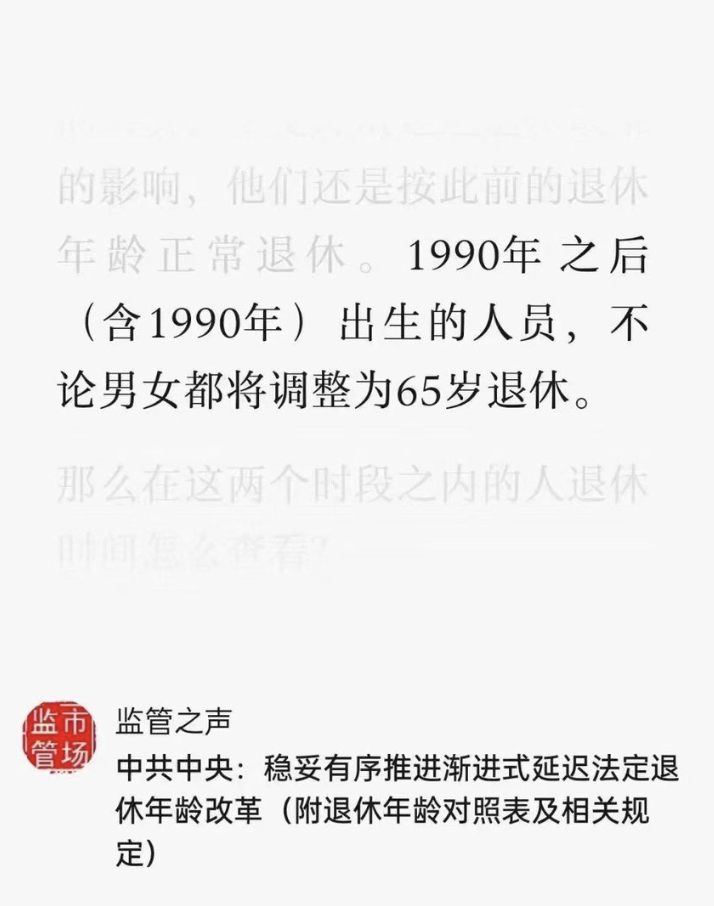 的影响，他们还是按此前的退休
年龄正常退休。1990年 之后
（含1990年） 出生的人员，不
论男女都将调整为65岁退休。
那么在这两个时段之内的人退休
时间怎么查看？
监市
管场
监管之声
中共中央：稳妥有序推进渐进式延迟法定退
休年龄改革（附退休年龄对照表及相关规
定）